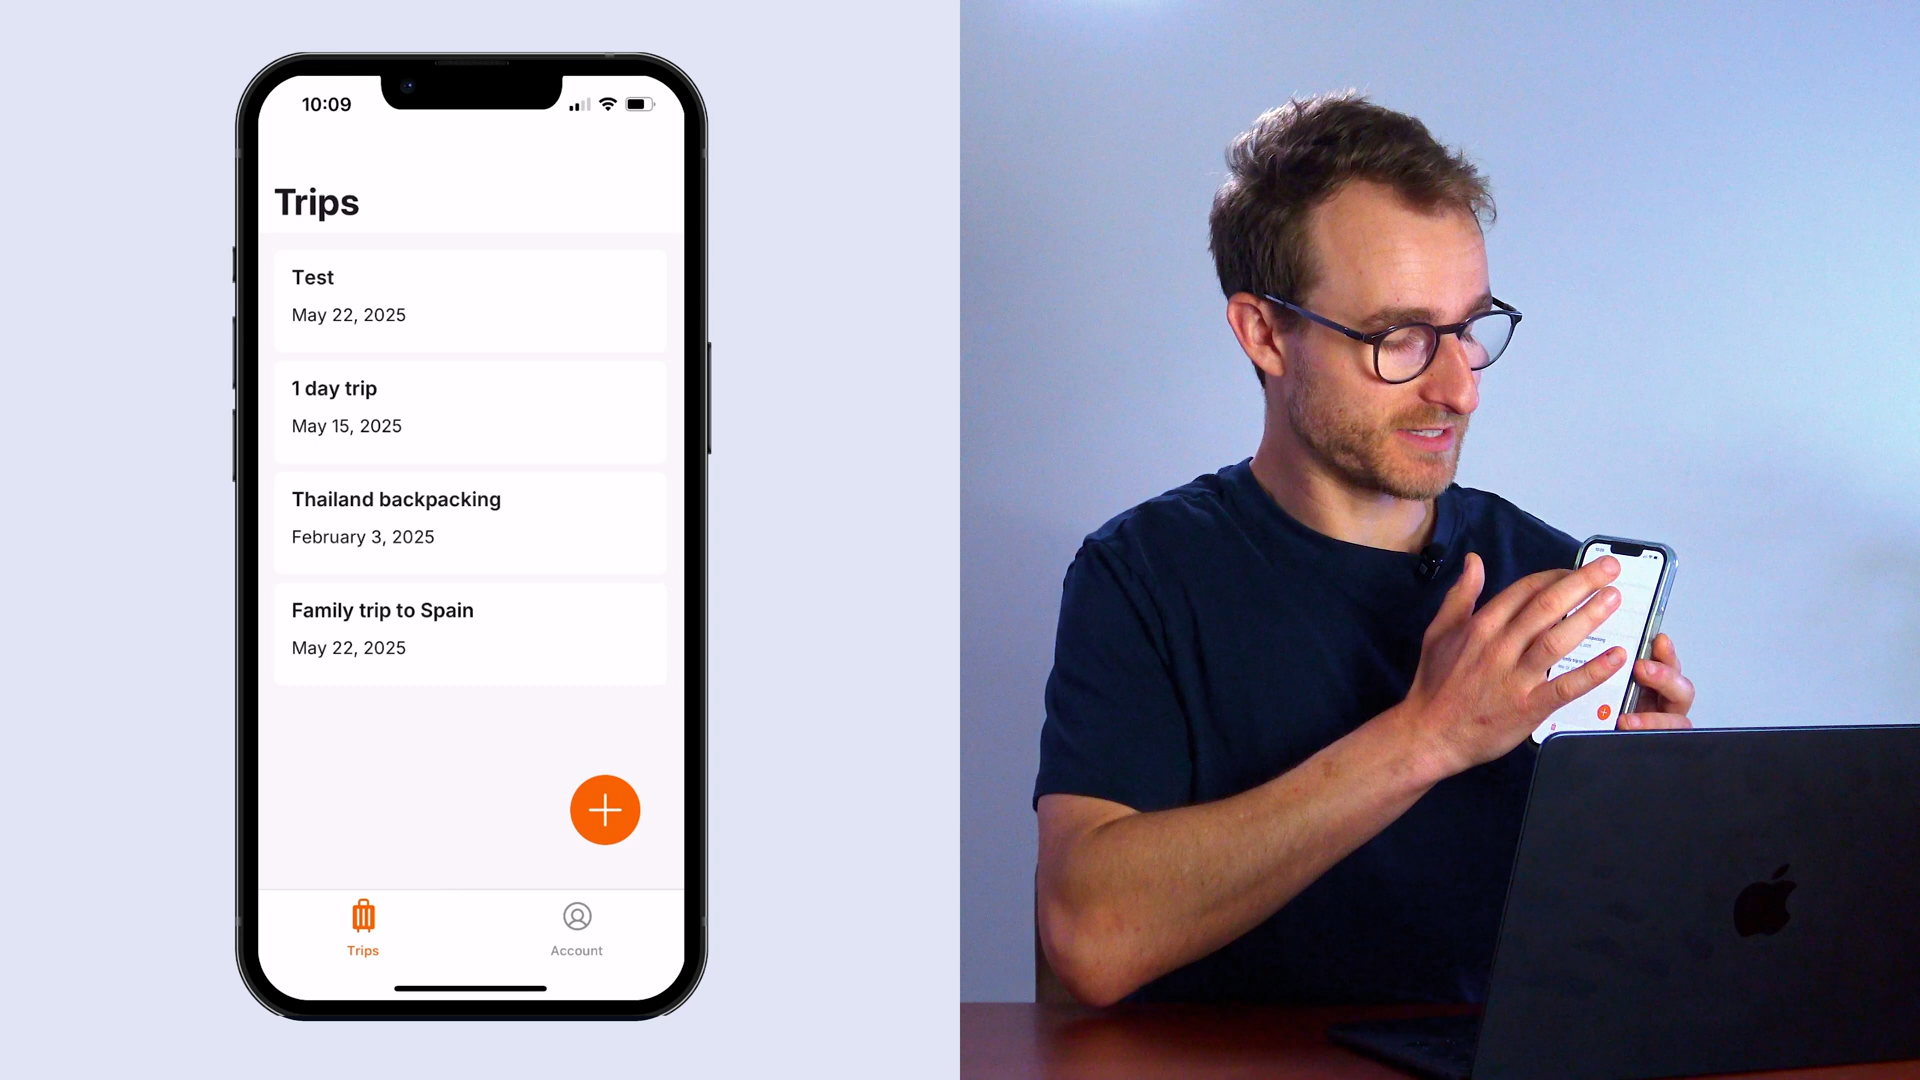 10:09
Trips
Test
May 22, 2025
1 day trip
May 15, 2025
Thailand backpacking
February 3, 2025
Family trip to Spain
May 22, 2025
Trips
Account